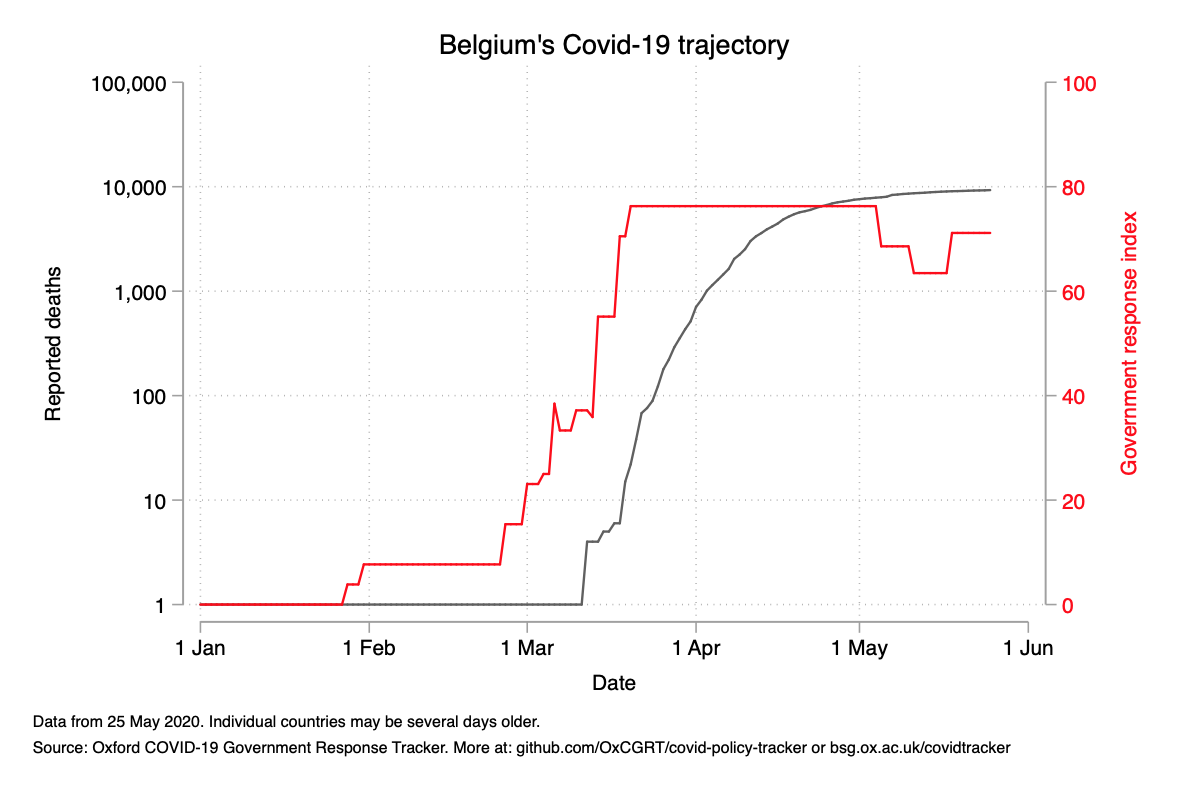 Belgium's Covid-19 trajectory
100,000
10,000
1,000
100
10
1
Reported deaths
100
80
60
40
20
0
Government response index
1 Jan 1 Feb 1 Mar 1 Apr 1 May 1 Jun
Date
Data from 25 May 2020. Individual countries may be several days older.
Source: Oxford COVID-19 Government Response Tracker. More at: github.com/OxCGRT/covid-policy-tracker or bsg.ox.ac.uk/covidtracker